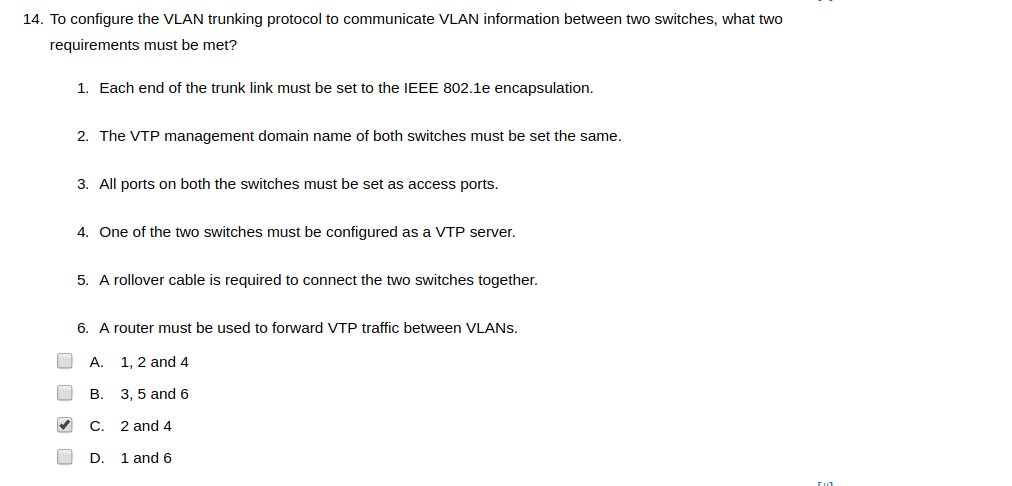 14. To configure the VLAN trunking protocol to communicate VLAN information between two switches, what two
requirements must be met?
1. Each end of the trunk link must be set to the IEEE 802.1e encapsulation.
2. The VTP management domain name of both switches must be set the same.
3. All ports on both the switches must be set as access ports.
4. One of the two switches must be configured as a VTP server.
5. A rollover cable is required to connect the two switches together.
6. A router must be used to forward VTP traffic between VLANs.
A. 1, 2 and 4
B. 3, 5 and 6
C. 2 and 4
D. 1 and 6